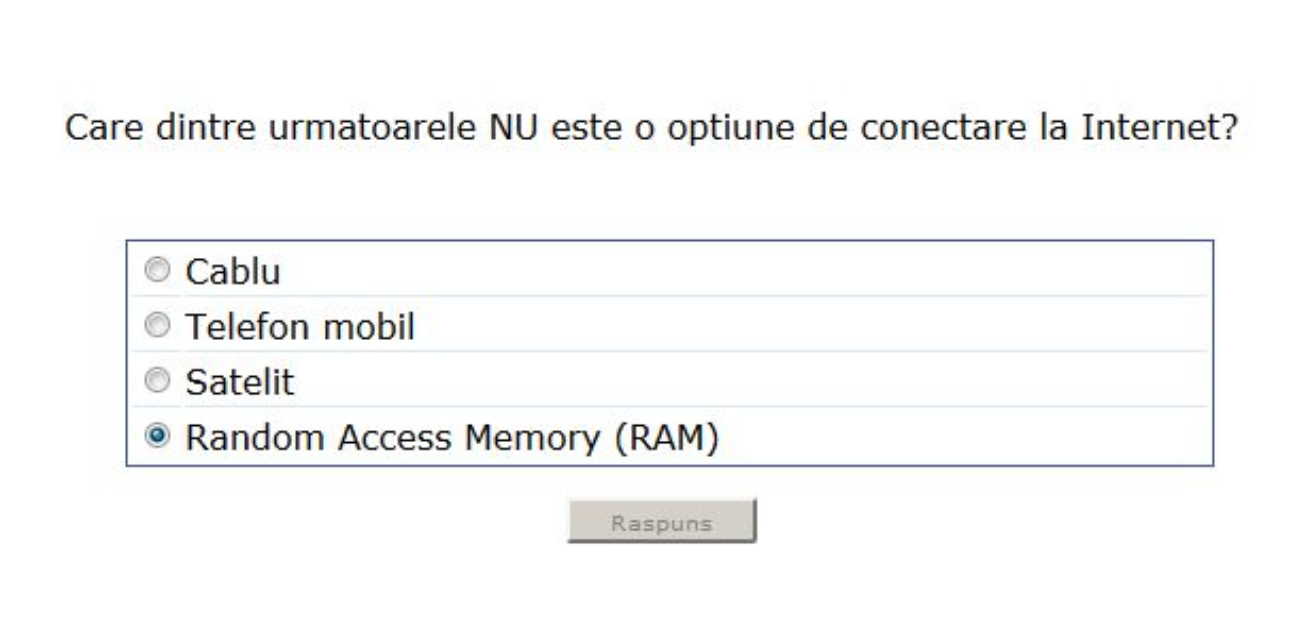 Care dintre urmatoarele NU este o optiune de conectare la Internet?
Cablu
Telefon mobil
Satelit
Random Access Memory (RAM)
Raspuns